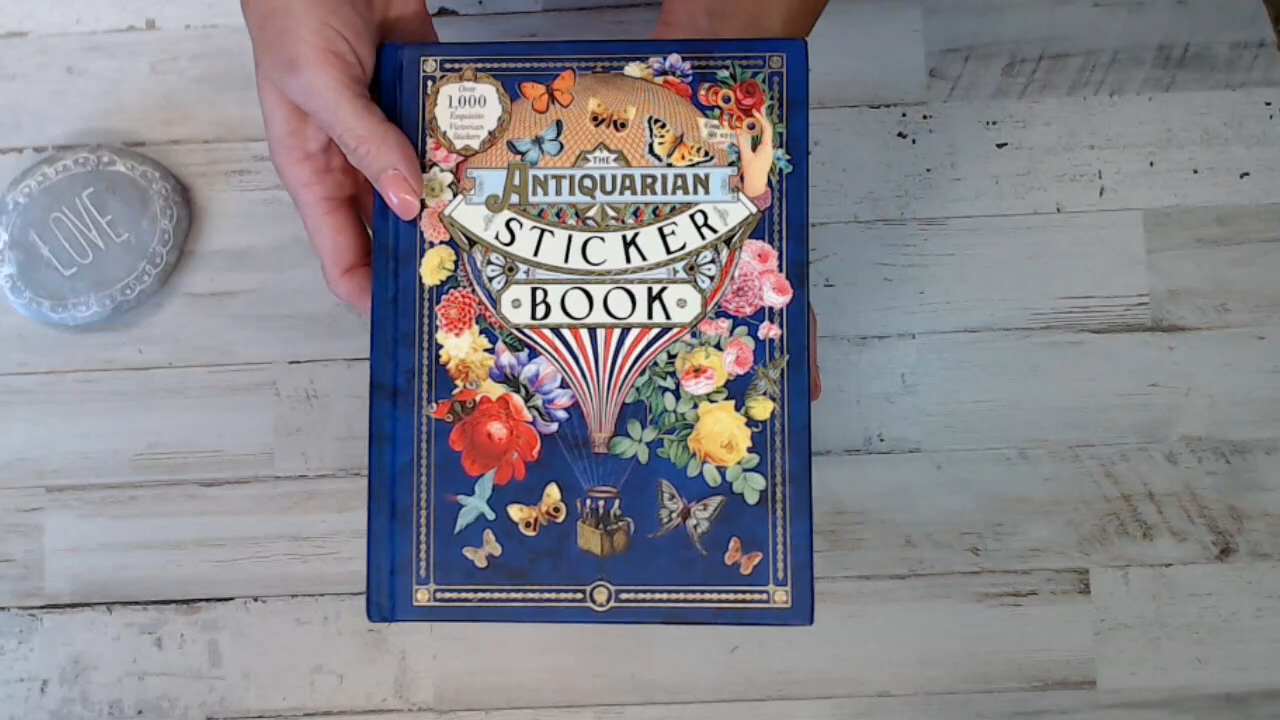 LOVE
Over
1,000
Exquisite
Victorian
Stickers
THE
ANTIQUARIAN
STICKER
BOOK